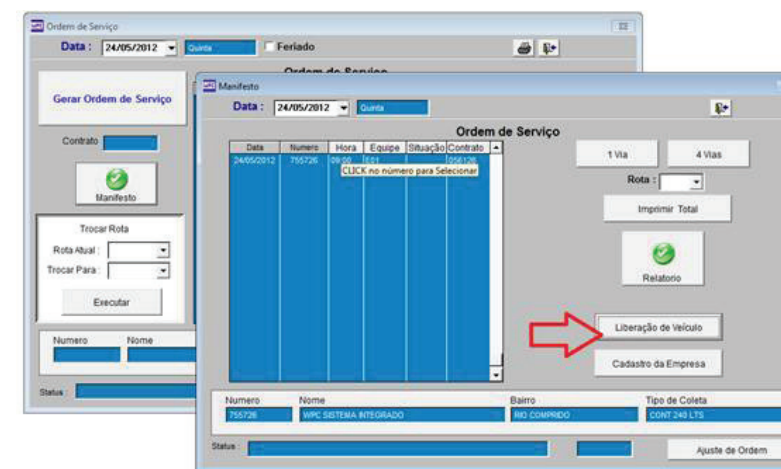 Ordem de Serviço
Data : 24/05/2012 Quinta Feriado
Ordem de Serviço
Gerar Ordem de Serviço
Contrato
Manifesto
Trocar Rota
Rota Atual :
Trocar Para :
Executar
Numero Nome
Status :
Manifesto
Data : 24/05/2012 Quinta
Ordem de Serviço
Data Numero Hora Equipe Situação Contrato
24/05/2012 755726 09:00 E01 056126
CLICK no número para Selecionar
1 Via 4 Vias
Rota :
Imprimir Total
Relatorio
Liberação de Veículo
Cadastro da Empresa
Numero Nome Bairro Tipo de Coleta
755726 WPC SISTEMA INTEGRADO RIO COMPRIDO CONT 240 LTS
Status : Ajuste de Ordem